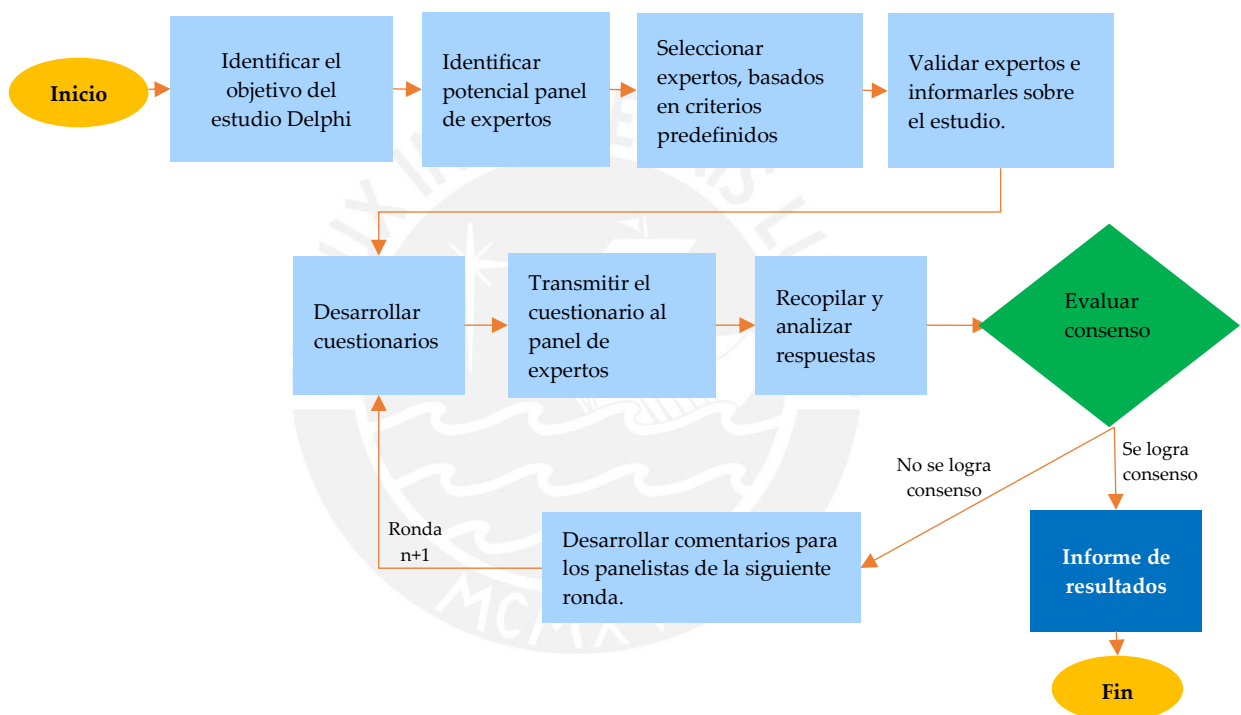 Inicio
Identificar el
objetivo del
estudio Delphi
Identificar
potencial panel
de expertos
Seleccionar
expertos, basados
en criterios
predefinidos
Validar expertos e
informarles sobre
el estudio.
Desarrollar
cuestionarios
Transmitir el
cuestionario al
panel de
expertos
Recopilar y
analizar
respuestas
Evaluar
consenso
No se logra
consenso
Se logra
consenso
Ronda
n+1
Desarrollar comentarios para
los panelistas de la siguiente
ronda.
Informe de
resultados
Fin